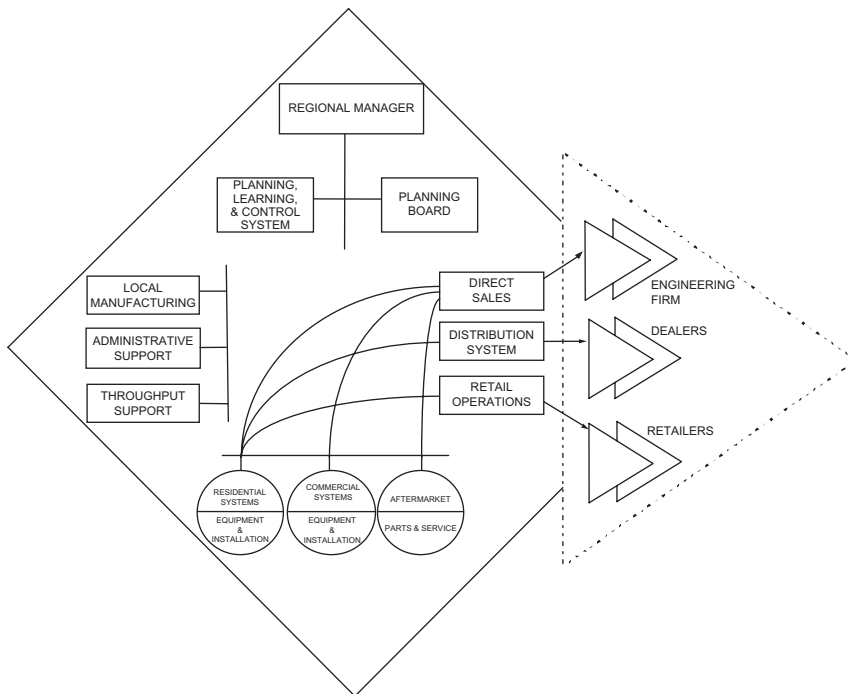 REGIONAL MANAGER
PLANNING,
LEARNING,
& CONTROL
SYSTEM
PLANNING
BOARD
LOCAL
MANUFACTURING
ADMINISTRATIVE
SUPPORT
THROUGHPUT
SUPPORT
DIRECT
SALES
DISTRIBUTION
SYSTEM
RETAIL
OPERATIONS
ENGINEERING
FIRM
DEALERS
RETAILERS
RESIDENTIAL
SYSTEMS
EQUIPMENT
&
INSTALLATION
COMMERCIAL
SYSTEMS
EQUIPMENT
&
INSTALLATION
AFTERMARKET
PARTS & SERVICE